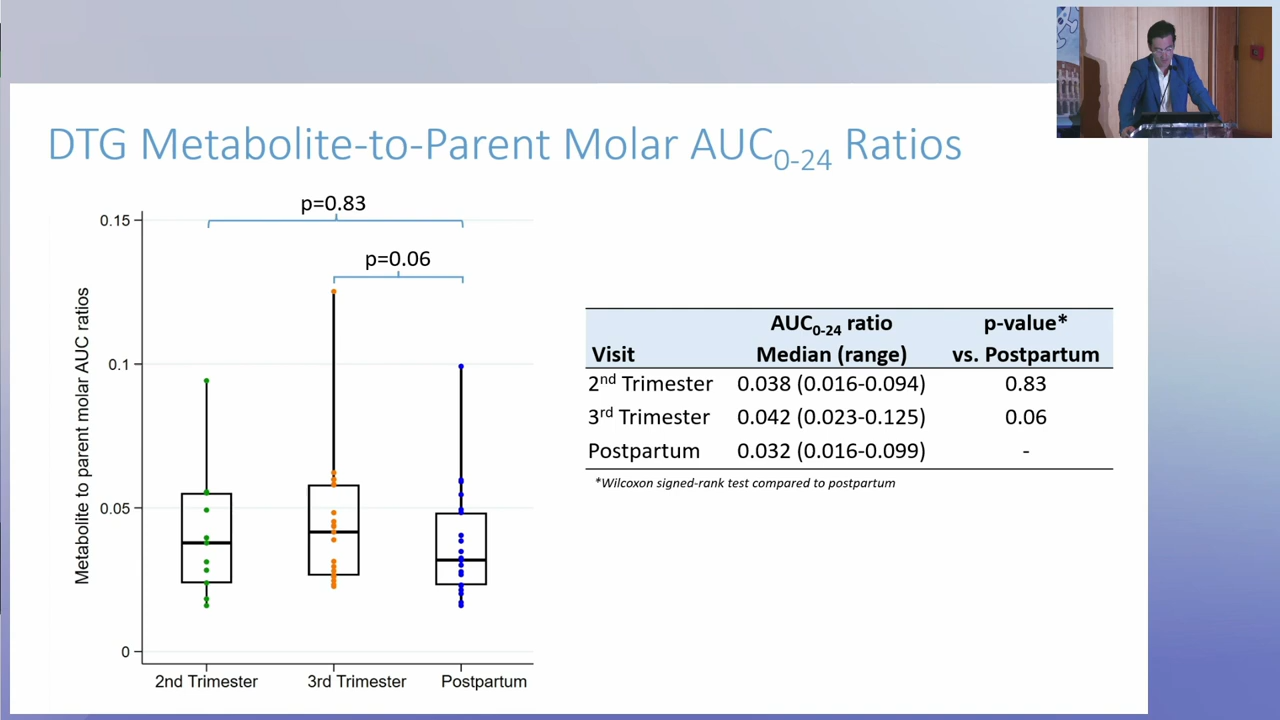 DTG Metabolite-to-Parent Molar AUC0-24 Ratios
p=0.83
p=0.06
Metabolite to parent molar AUC ratios
0.15
0.1
0.05
0
2nd Trimester 3rd Trimester Postpartum
AUC0-24 ratio p-value*
Visit Median (range) vs. Postpartum
2nd Trimester 0.038 (0.016-0.094) 0.83
3rd Trimester 0.042 (0.023-0.125) 0.06
Postpartum 0.032 (0.016-0.099) -
*Wilcoxon signed-rank test compared to postpartum